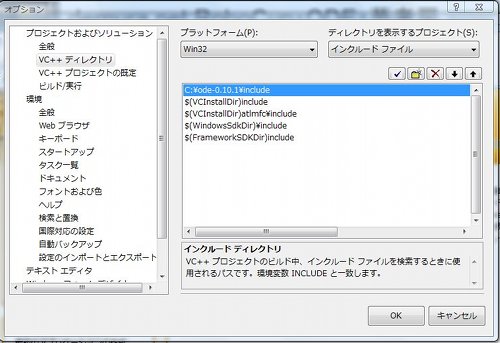 オプション
プロジェクトおよびソリューション
全般
VC++ ディレクトリ
VC++ プロジェクトの既定
ビルド/実行
環境
全般
Web ブラウザ
キーボード
スタートアップ
タスク一覧
ドキュメント
フォントおよび色
ヘルプ
検索と置換
国際対応の設定
自動バックアップ
設定のインポートとエクスポート
テキスト エディタ
プラットフォーム(P):
Win32
ディレクトリを表示するプロジェクト(S):
インクルード ファイル
C:¥ode-0.10.1¥include
$(VCInstallDir)include
$(VCInstallDir)atlmfc¥include
$(WindowsSdkDir)¥include
$(FrameworkSDKDir)include
インクルード ディレクトリ
VC++ プロジェクトのビルド中、インクルード ファイルを検索するときに使
用されるパスです。環境変数 INCLUDE と一致します。
OK
キャンセル